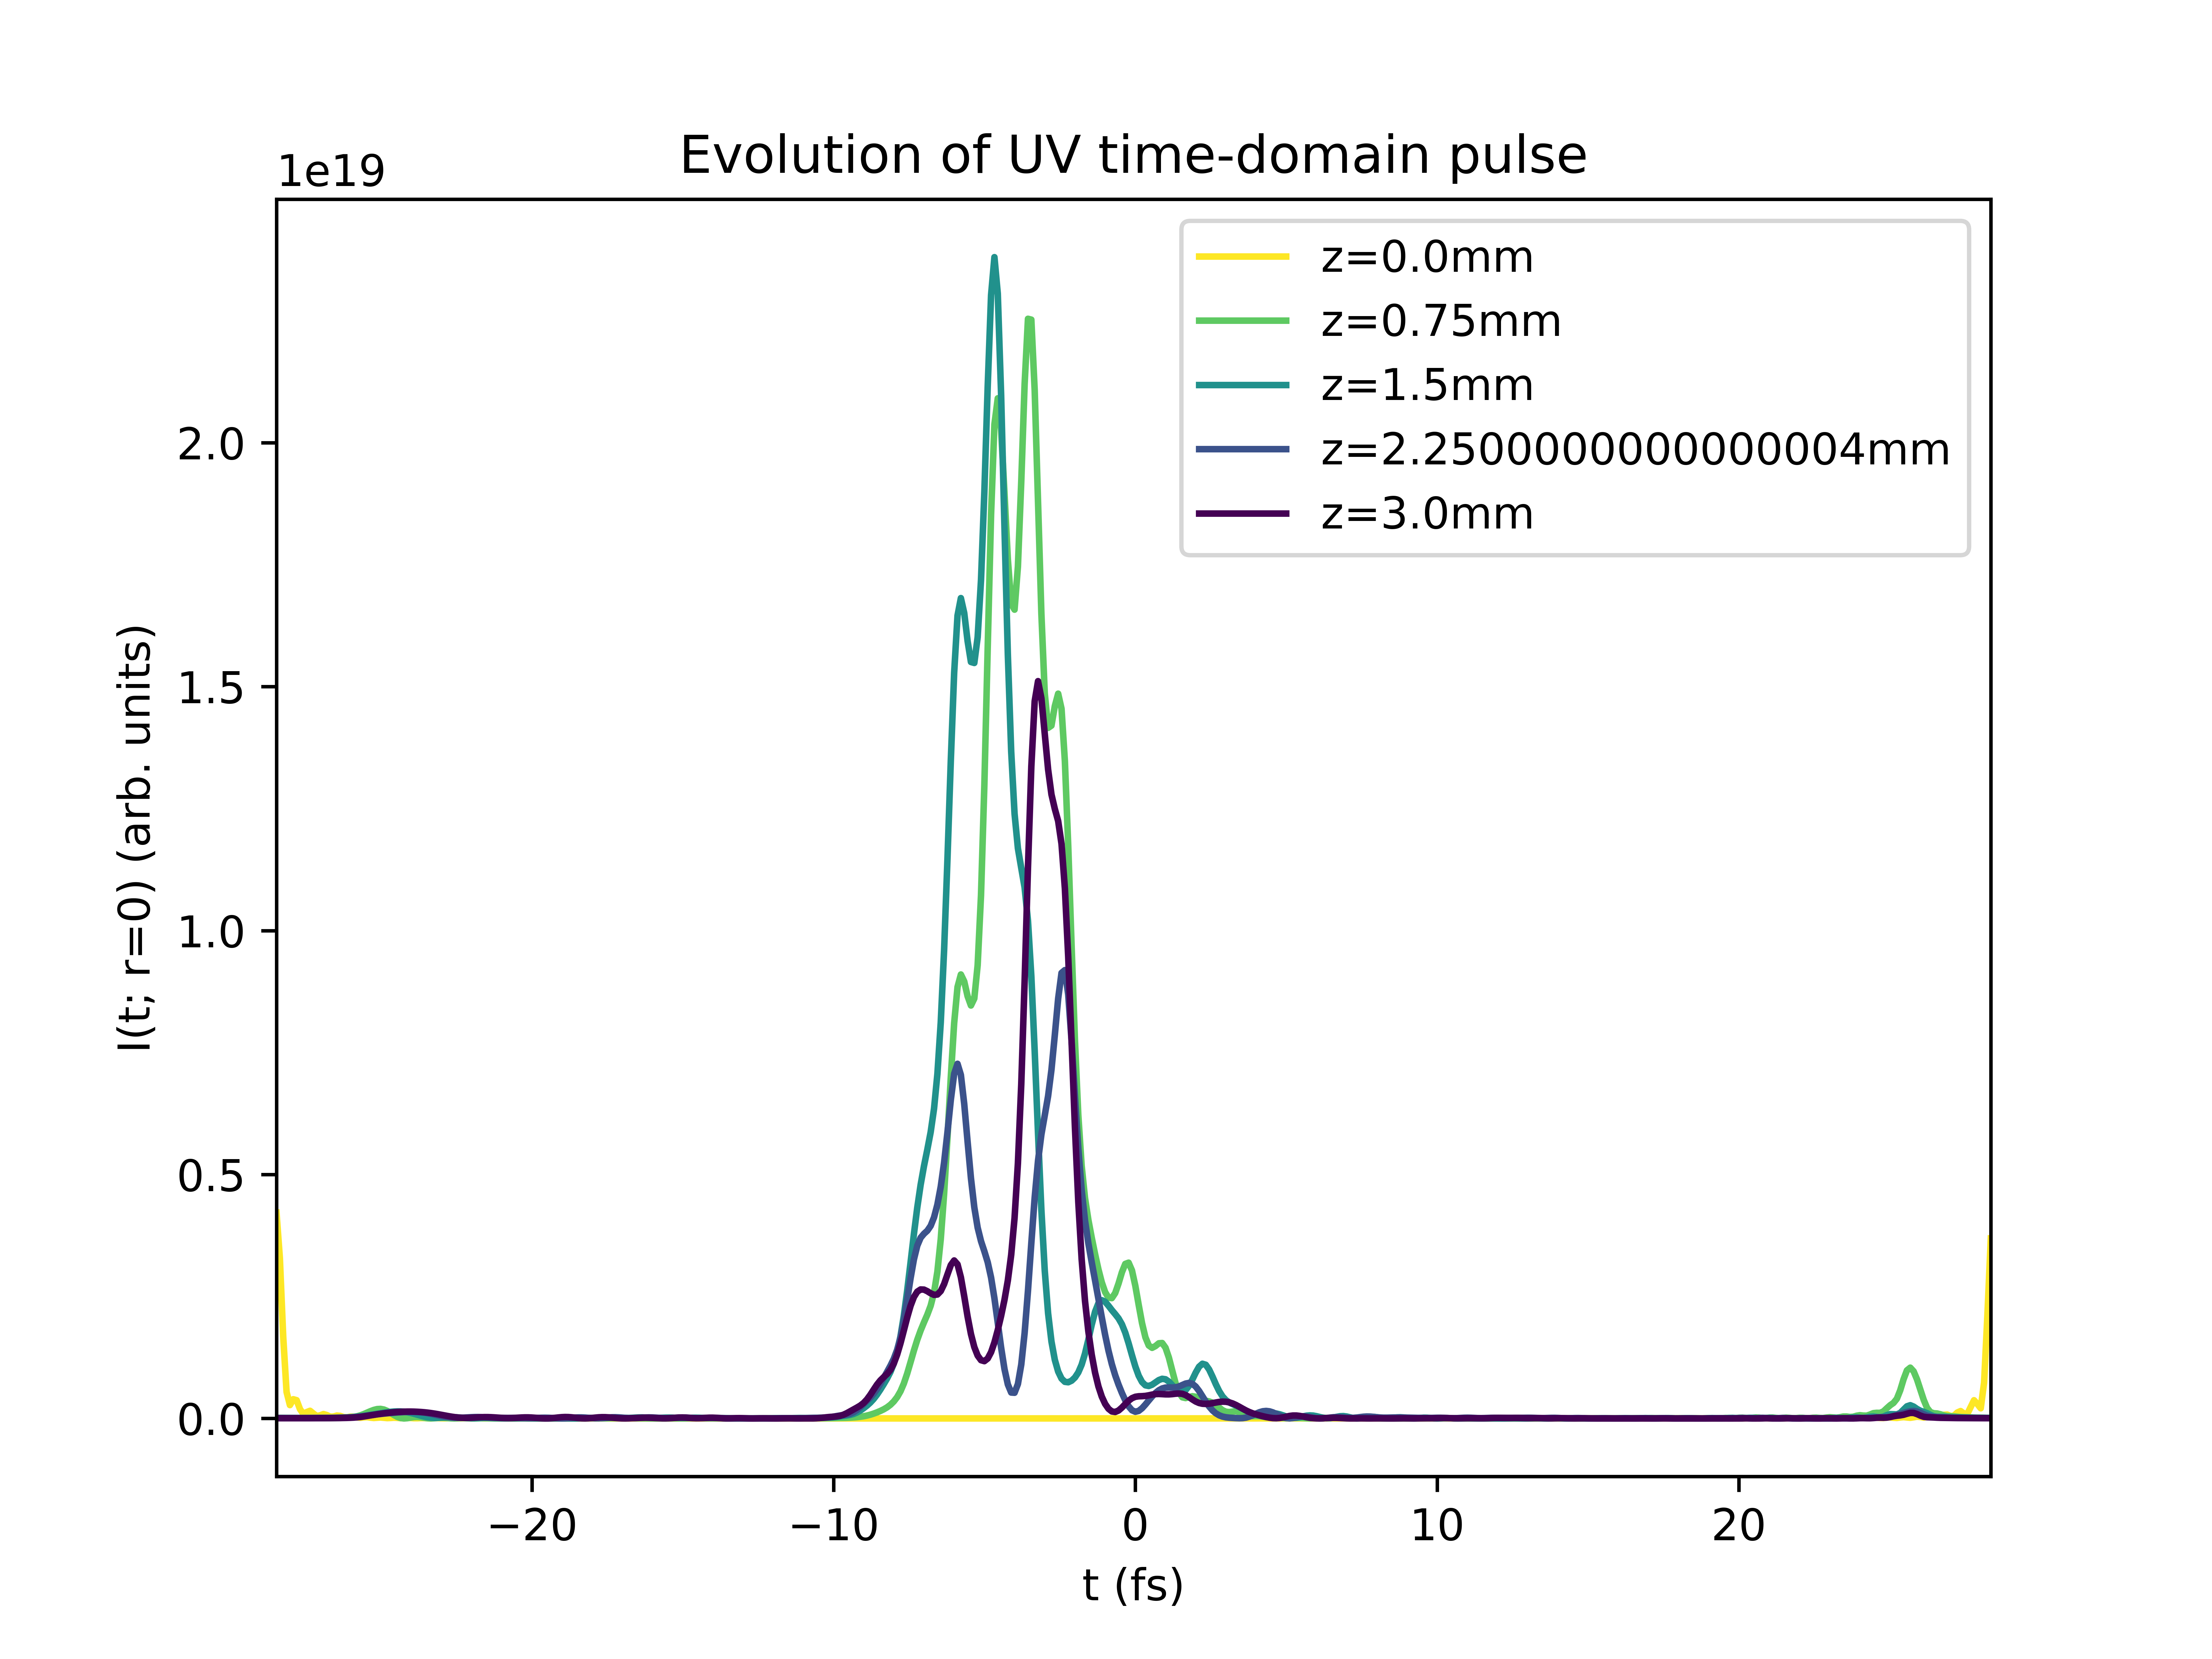 Evolution of UV time-domain pulse
1e19
z=0.0mm
z=0.75mm
z=1.5mm
z=2.2500000000000004mm
z=3.0mm
I(t; r=0) (arb. units)
2.0
1.5
1.0
0.5
0.0
−20
−10
0
10
20
t (fs)